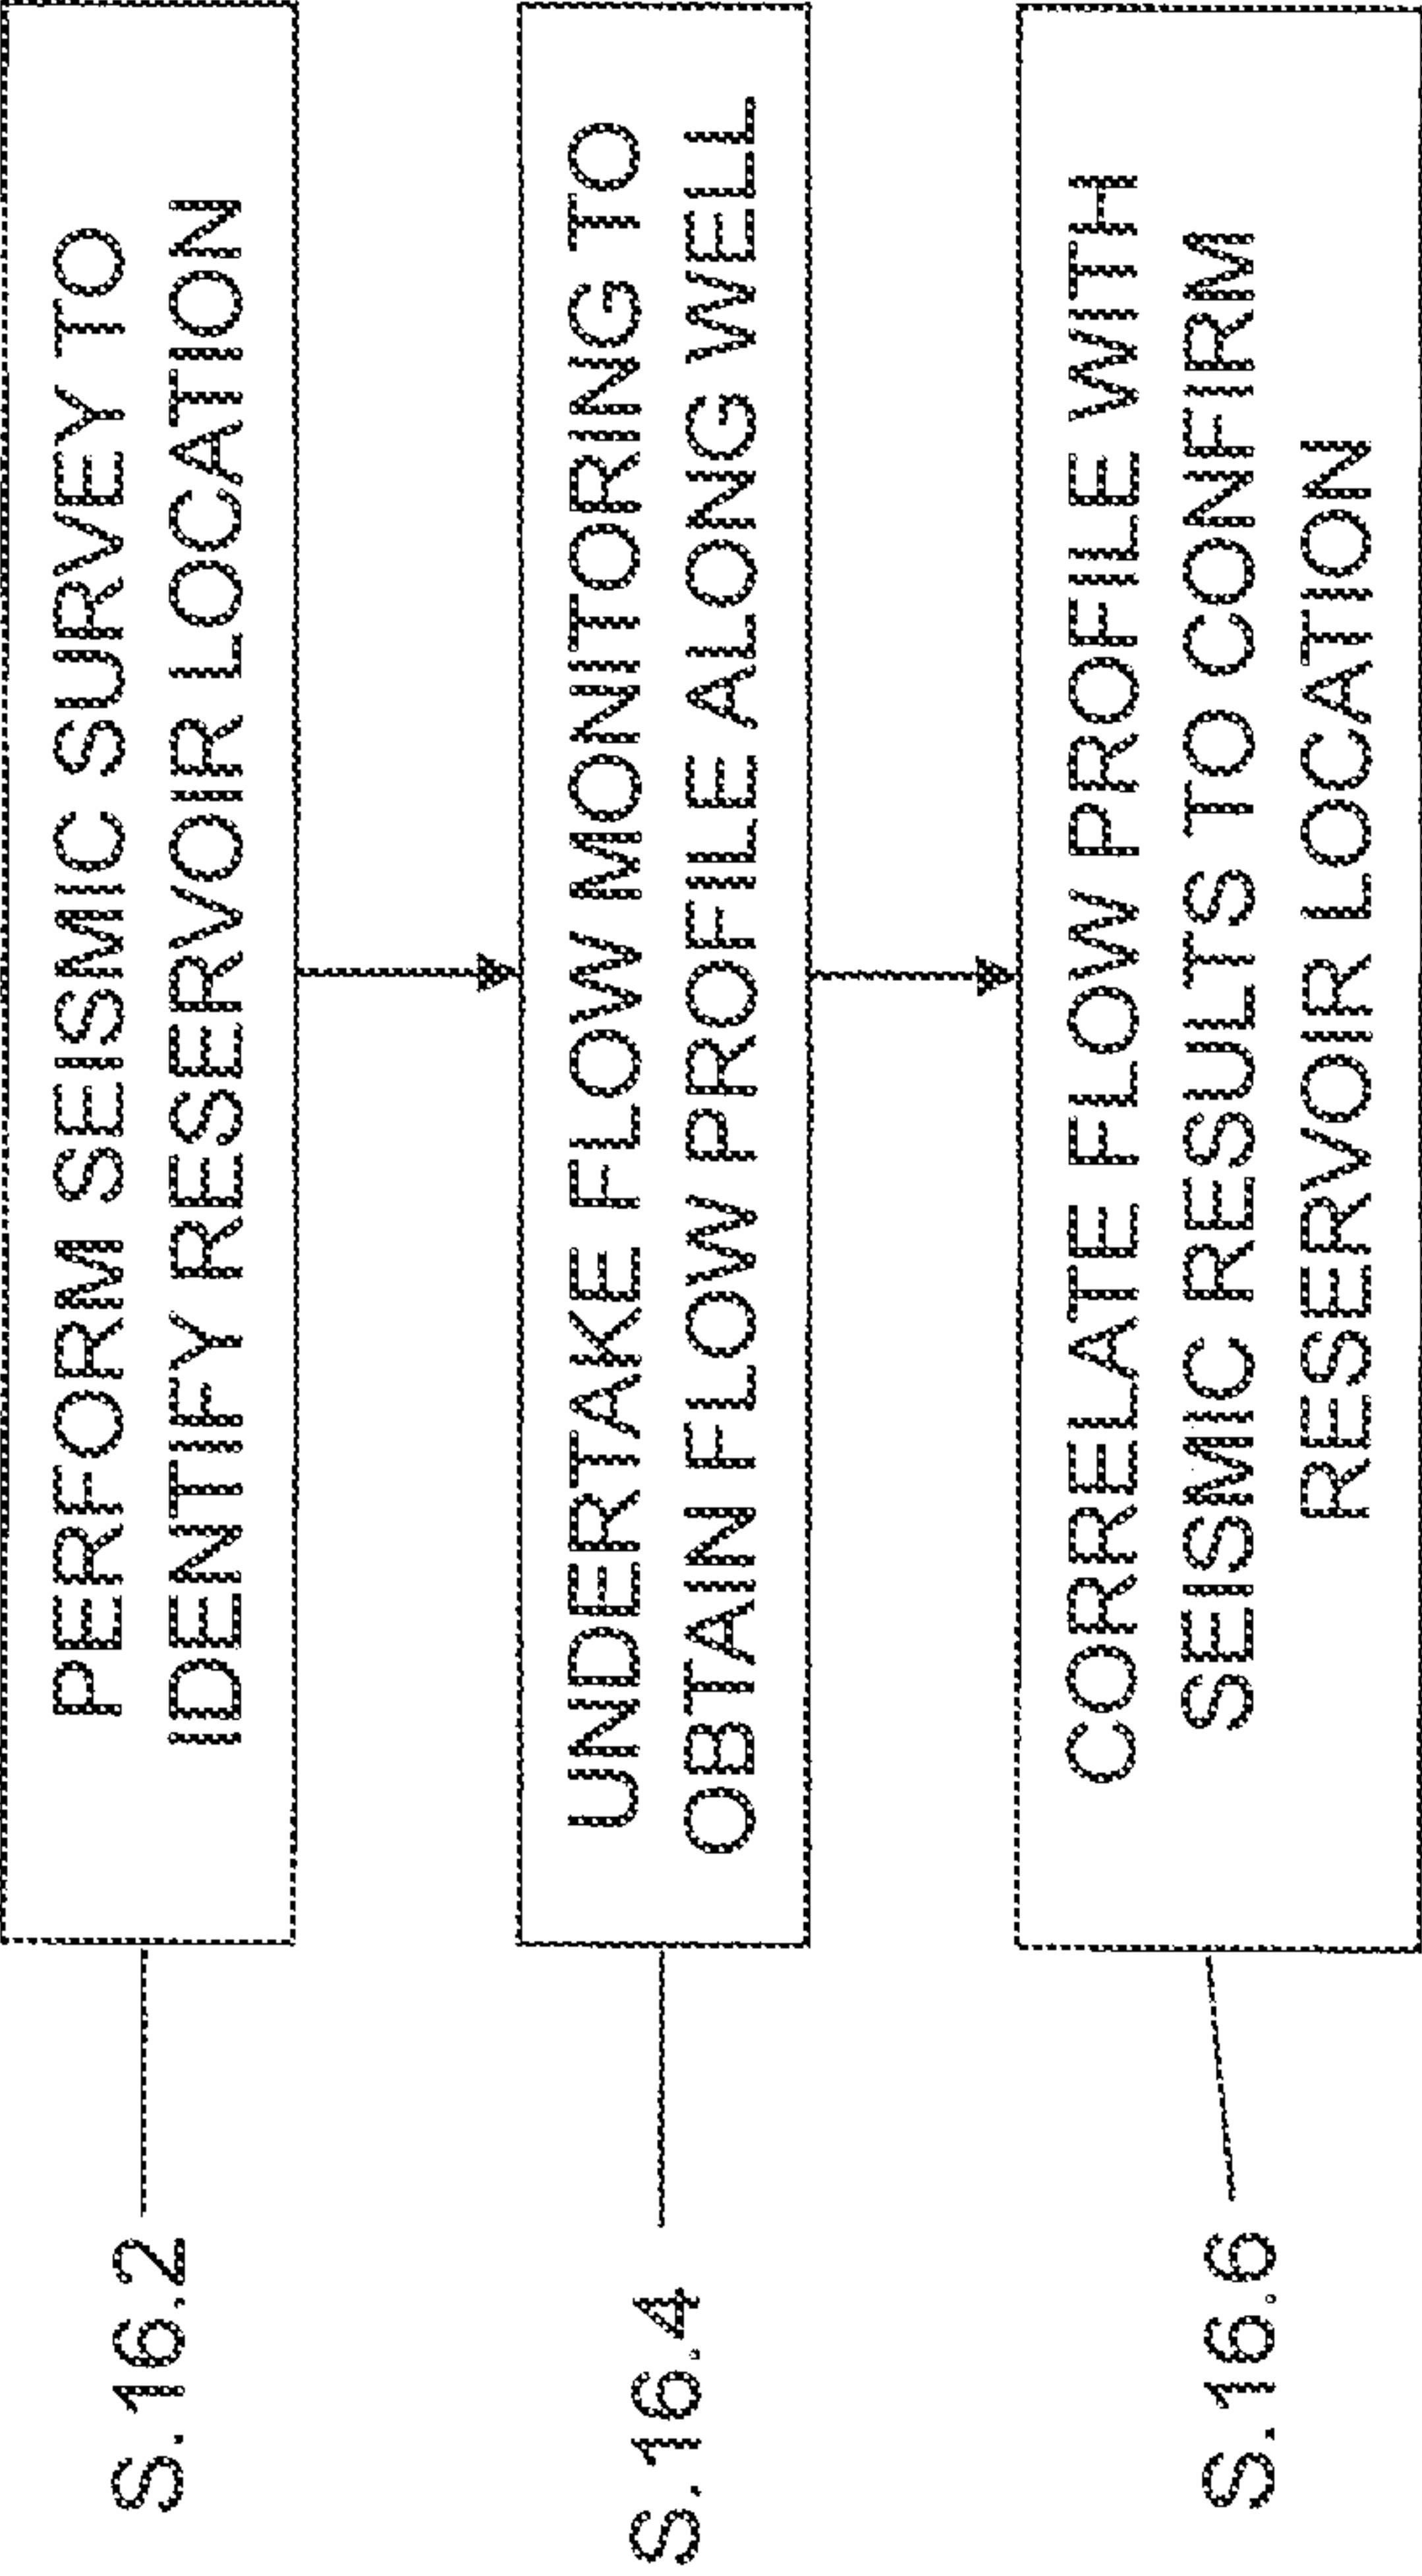 S.16.2
PERFORM SEISMIC SURVEY TO
IDENTIFY RESERVOIR LOCATION
S.16.4
UNDERTAKE FLOW MONITORING TO
OBTAIN FLOW PROFILE ALONG WELL
S.16.6
CORRELATE FLOW PROFILE WITH
SEISMIC RESULTS TO CONFIRM
RESERVOIR LOCATION